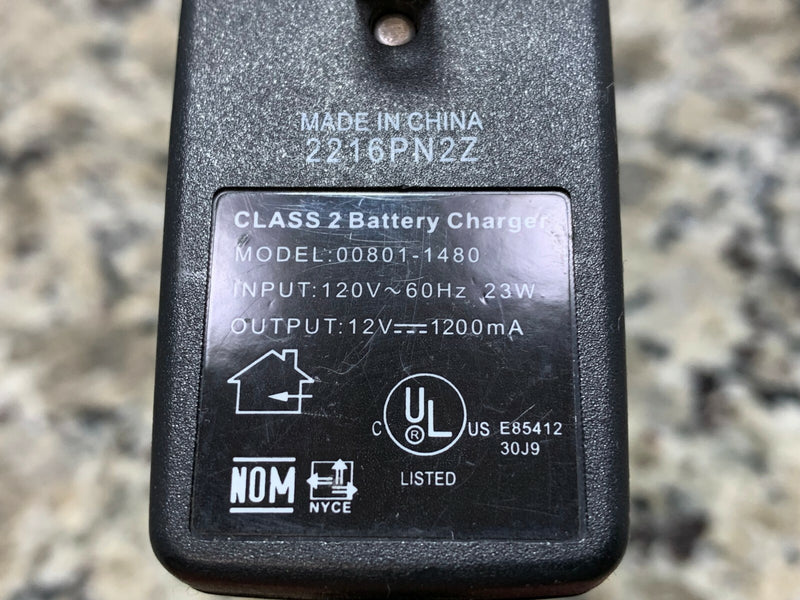 MADE IN CHINA
2216PN2Z
CLASS 2 Battery Charger
MODEL:00801-1480
INPUT:120V~60Hz 23W
OUTPUT:12V⎓1200mA
C UL® US E85412
30J9
LISTED
NOM
NYCE